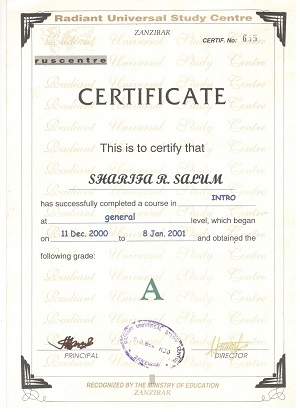 Radiant Universal Study Centre
ZANZIBAR
CERTIF. No:
ruscentre
CERTIFICATE
This is to certify that
SHARIFA R. SALUM
has successfully completed a course in INTRO
at general level, which began
on 11 Dec. 2000 to 8 Jan. 2001 and obtained the
following grade:
A
PRINCIPAL
DIRECTOR
RECOGNIZED BY THE MINISTRY OF EDUCATION
ZANZIBAR